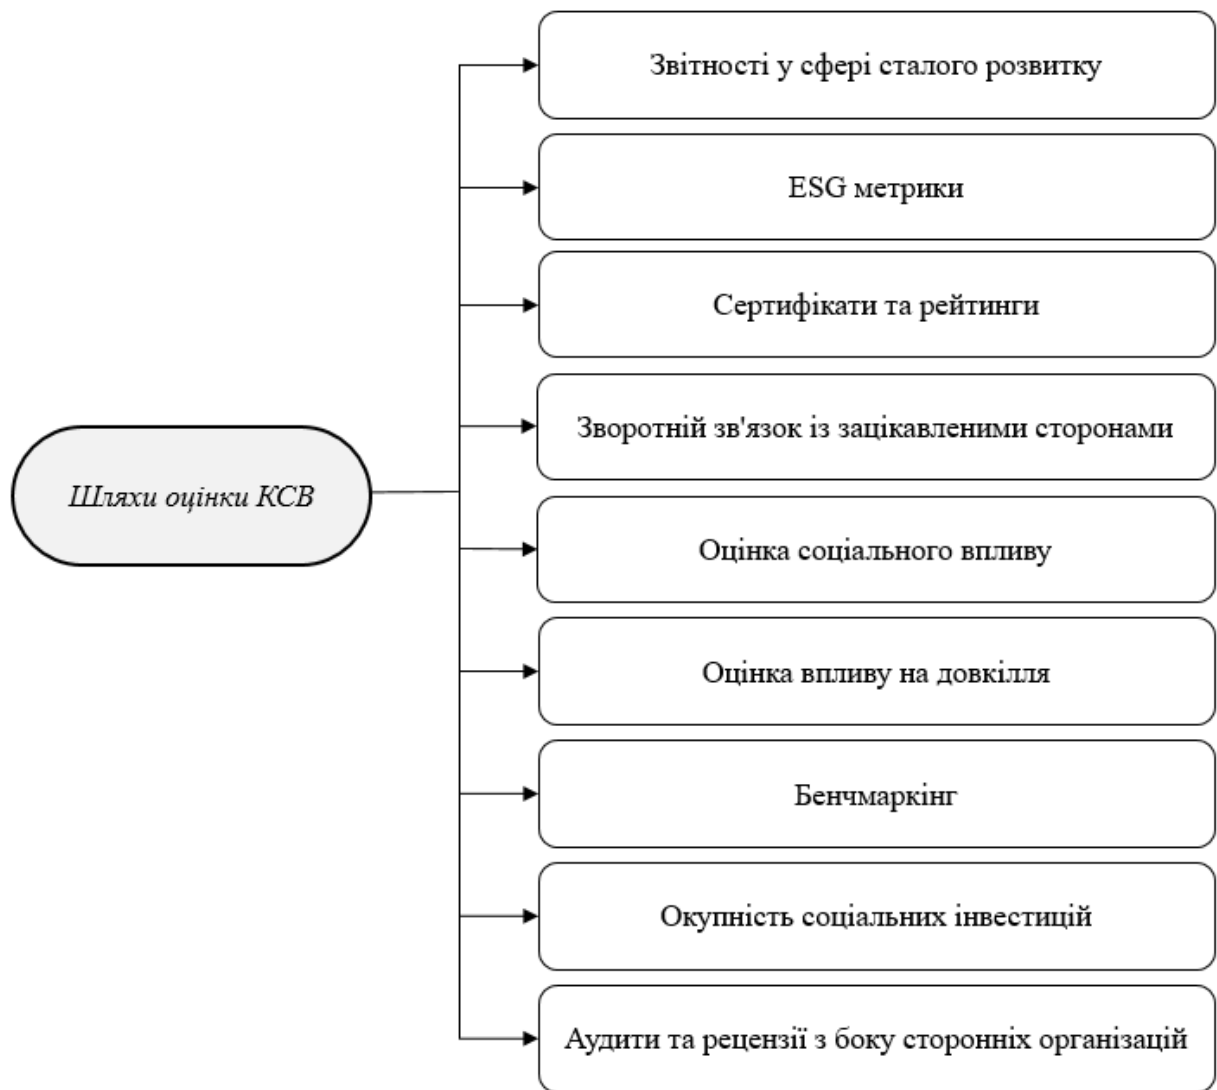 Звітності у сфері сталого розвитку
ESG метрики
Сертифікати та рейтинги
Зворотній зв'язок із зацікавленими сторонами
Шляхи оцінки КСВ
Оцінка соціального впливу
Оцінка впливу на довкілля
Бенчмаркінг
Окупність соціальних інвестицій
Аудити та рецензії з боку сторонніх організацій